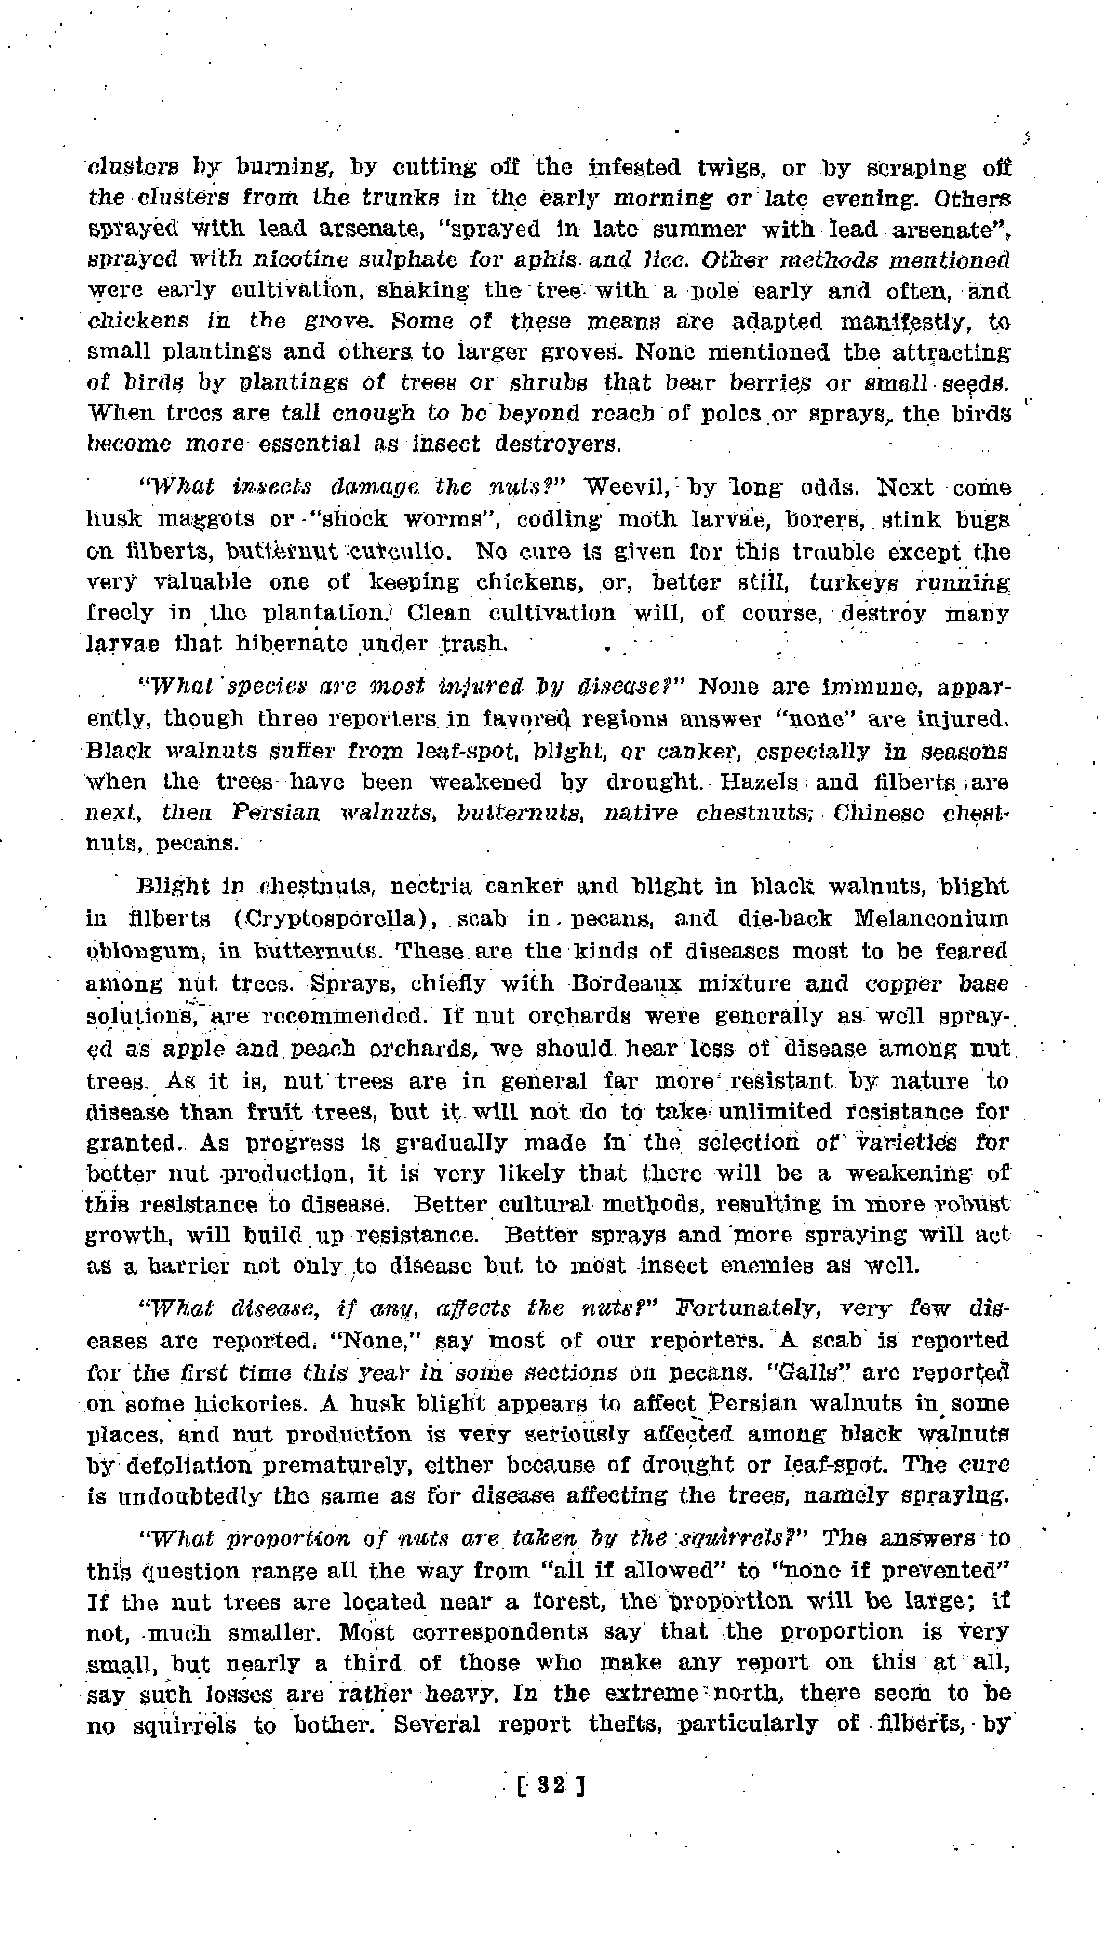 clusters by burning, by cutting off the infested twigs, or by scraping off
the clusters from the trunks in the early morning or late evening. Others
sprayed with lead arsenate, "sprayed in late summer with lead arsenate",
sprayed with nicotine sulphate for aphis and lice. Other methods mentioned
were early cultivation, shaking the tree with a pole early and often, and
chickens in the grove. Some of these means are adapted manifestly, to
small plantings and others to larger groves. None mentioned the attracting
of birds by plantings of trees or shrubs that bear berries or small seeds.
When trees are tall enough to be beyond reach of poles or sprays, the birds
become more essential as insect destroyers.
"What insects damage the nuts?" Weevil, by long odds. Next come
husk maggots or "shock worms", codling moth larvae, borers, stink bugs
on filberts, butternut curculio. No cure is given for this trouble except the
very valuable one of keeping chickens, or, better still, turkeys running
freely in the plantation. Clean cultivation will, of course, destroy many
larvae that hibernate under trash.
"What species are most injured by disease?" None are immune, appar-
ently, though three reporters in favored regions answer "none" are injured.
Black walnuts suffer from leaf-spot, blight, or canker, especially in seasons
when the trees have been weakened by drought. Hazels and filberts are
next, then Persian walnuts, butternuts, native chestnuts, Chinese chest-
nuts, pecans.
Blight in chestnuts, nectria canker and blight in black walnuts, blight
in filberts (Cryptosporella), scab in pecans, and die-back Melanconium
oblongum, in butternuts. These are the kinds of diseases most to be feared
among nut trees. Sprays, chiefly with Bordeaux mixture and copper base
solutions, are recommended. If nut orchards were generally as well spray-
ed as apple and peach orchards, we should hear less of disease among nut
trees. As it is, nut trees are in general far more resistant by nature to
disease than fruit trees, but it will not do to take unlimited resistance for
granted. As progress is gradually made in the selection of varieties for
better nut production, it is very likely that there will be a weakening of
this resistance to disease. Better cultural methods, resulting in more robust
growth, will build up resistance. Better sprays and more spraying will act
as a barrier not only to disease but to most insect enemies as well.
"What disease, if any, affects the nuts?" Fortunately, very few dis-
eases are reported. "None," say most of our reporters. A scab is reported
for the first time this year in some sections on pecans. "Galls" are reported
on some hickories. A husk blight appears to affect Persian walnuts in some
places, and nut production is very seriously affected among black walnuts
by defoliation prematurely, either because of drought or leaf-spot. The cure
is undoubtedly the same as for disease affecting the trees, namely spraying.
"What proportion of nuts are taken by the squirrels?" The answers to
this question range all the way from "all if allowed" to "none if prevented"
If the nut trees are located near a forest, the proportion will be large; if
not, much smaller. Most correspondents say that the proportion is very
small, but nearly a third of those who make any report on this at all,
say such losses are rather heavy. In the extreme north, there seem to be
no squirrels to bother. Several report thefts, particularly of filberts, by
[ 32 ]